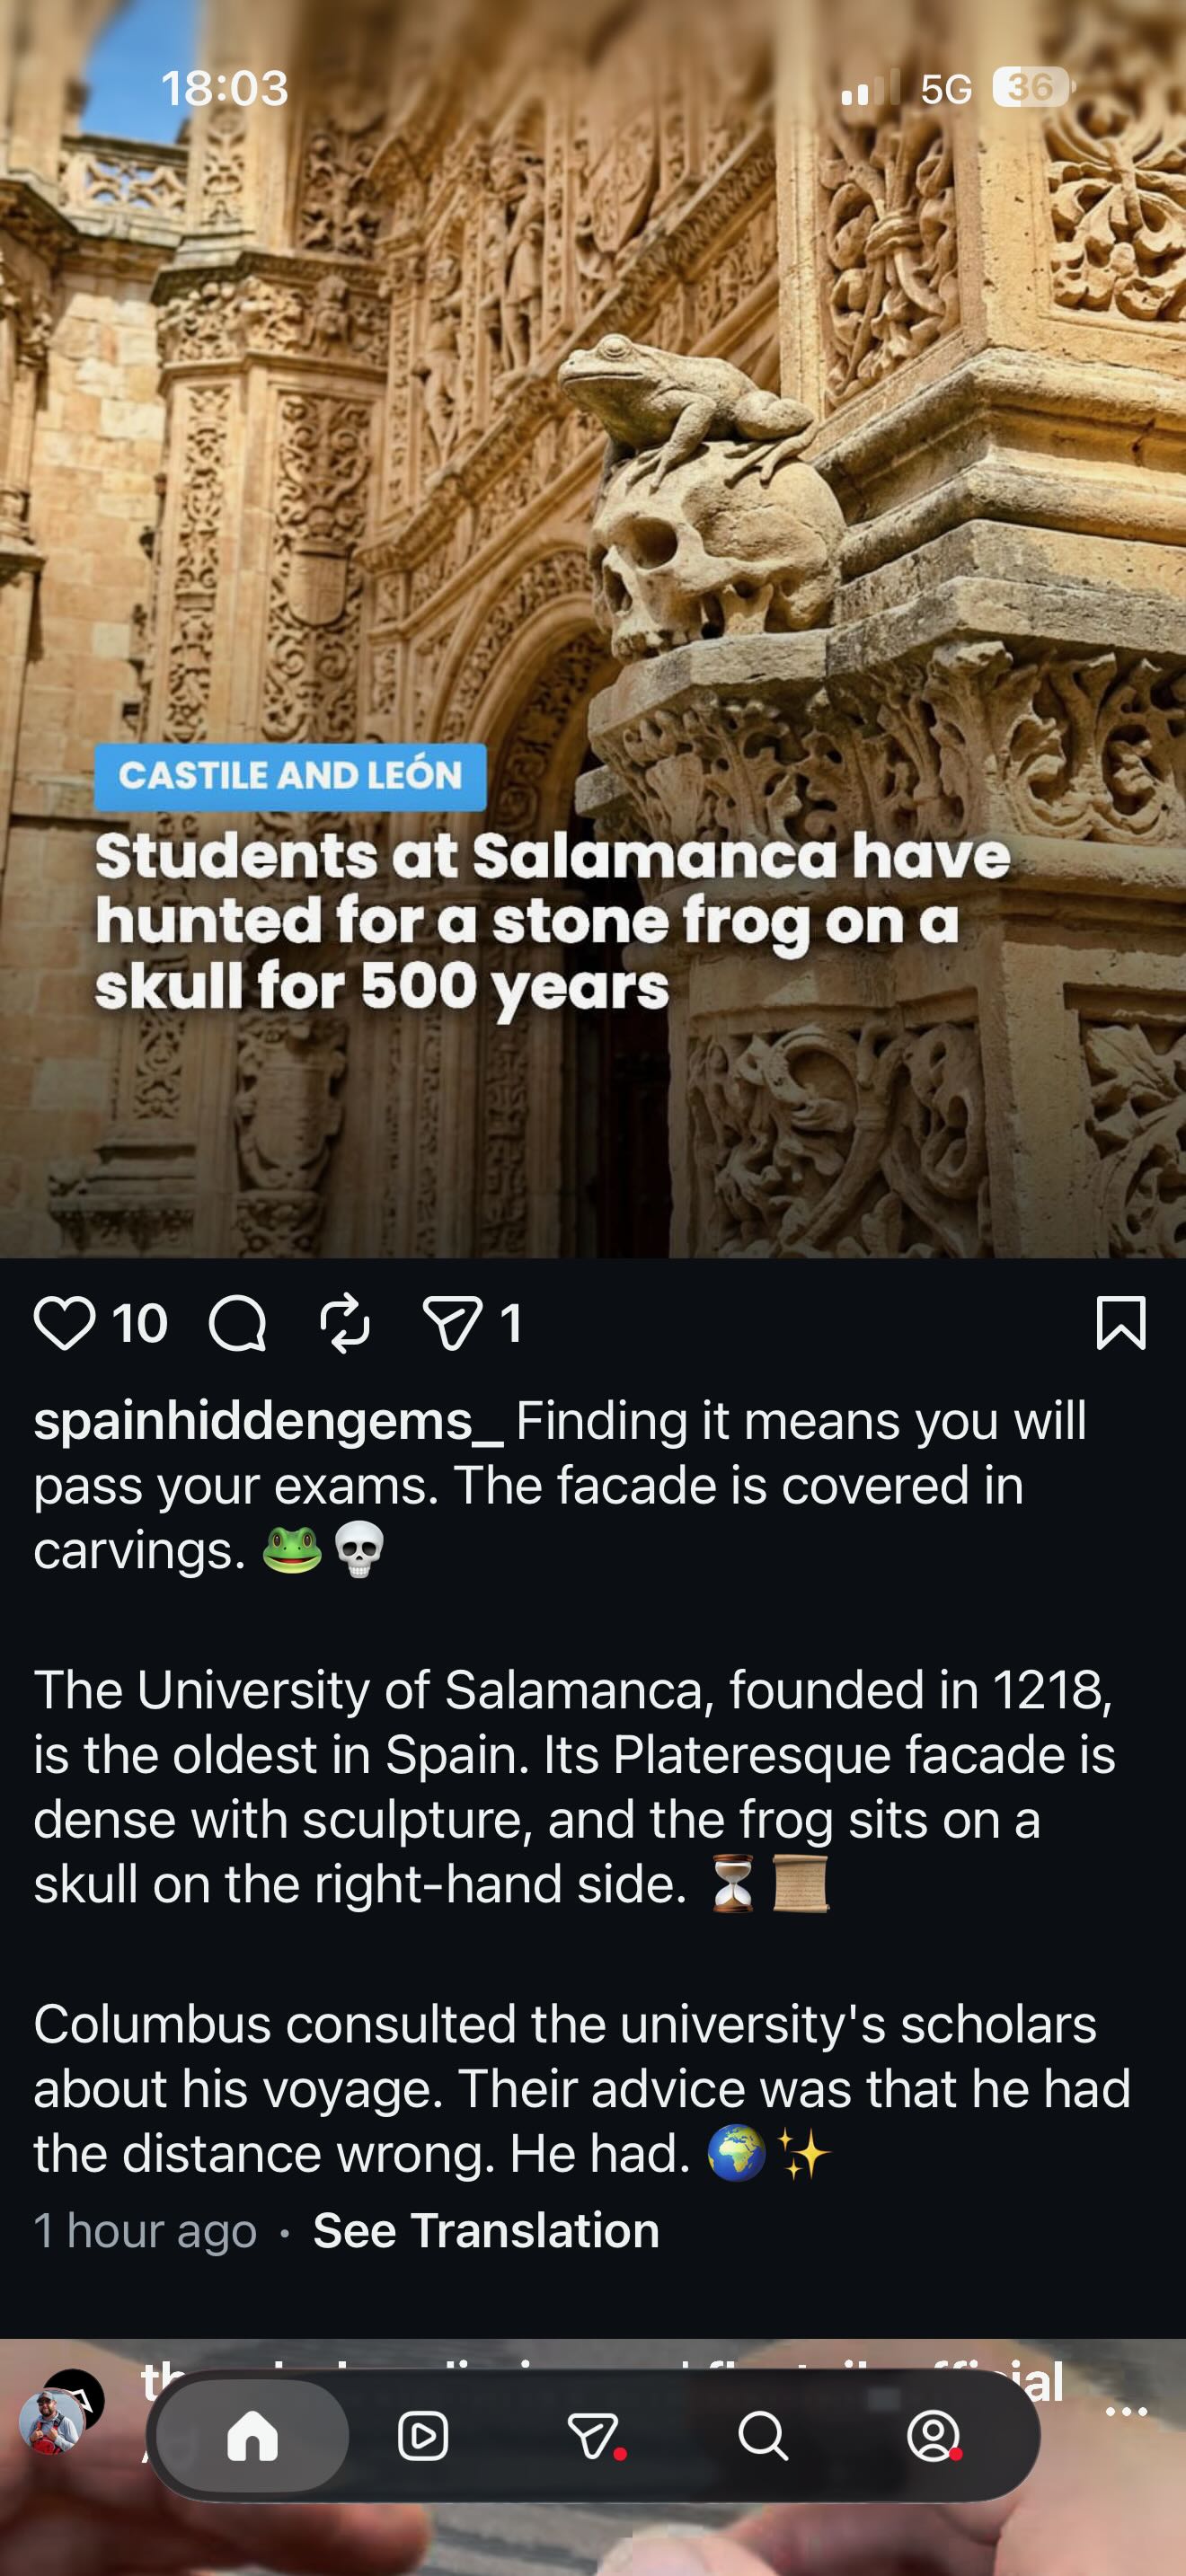 18:03
5G 36
CASTILE AND LEÓN
Students at Salamanca have
hunted for a stone frog on a
skull for 500 years
10
1
spainhiddengems_ Finding it means you will
pass your exams. The facade is covered in
carvings. 🐸💀
The University of Salamanca, founded in 1218,
is the oldest in Spain. Its Plateresque facade is
dense with sculpture, and the frog sits on a
skull on the right-hand side. ⏳📜
Columbus consulted the university's scholars
about his voyage. Their advice was that he had
the distance wrong. He had. 🌍✨
1 hour ago · See Translation